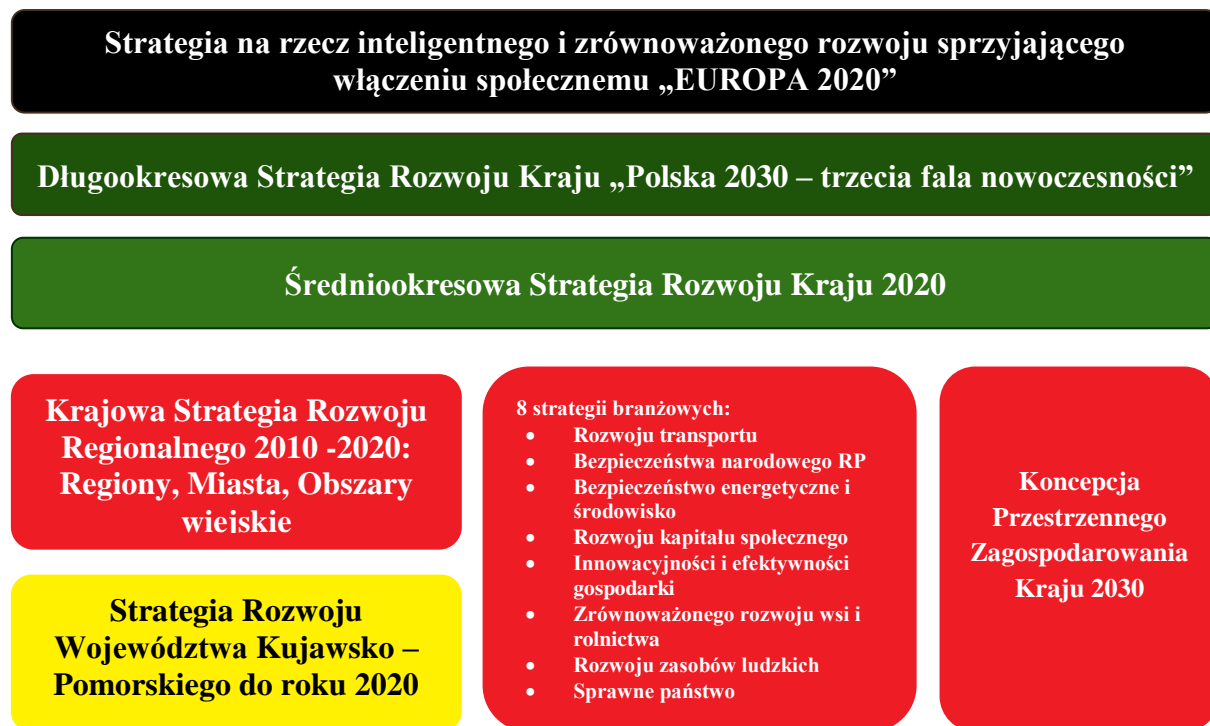 Strategia na rzecz inteligentnego i zrównoważonego rozwoju sprzyjającego
włączeniu społecznemu „EUROPA 2020”
Długookresowa Strategia Rozwoju Kraju „Polska 2030 – trzecia fala nowoczesności”
Średniookresowa Strategia Rozwoju Kraju 2020
Krajowa Strategia Rozwoju
Regionalnego 2010 -2020:
Regiony, Miasta, Obszary
wiejskie
Strategia Rozwoju
Województwa Kujawsko –
Pomorskiego do roku 2020
8 strategii branżowych:
• Rozwoju transportu
• Bezpieczeństwa narodowego RP
• Bezpieczeństwo energetyczne i
środowisko
• Rozwoju kapitału społecznego
• Innowacyjności i efektywności
gospodarki
• Zrównoważonego rozwoju wsi i
rolnictwa
• Rozwoju zasobów ludzkich
• Sprawne państwo
Koncepcja
Przestrzennego
Zagospodarowania
Kraju 2030